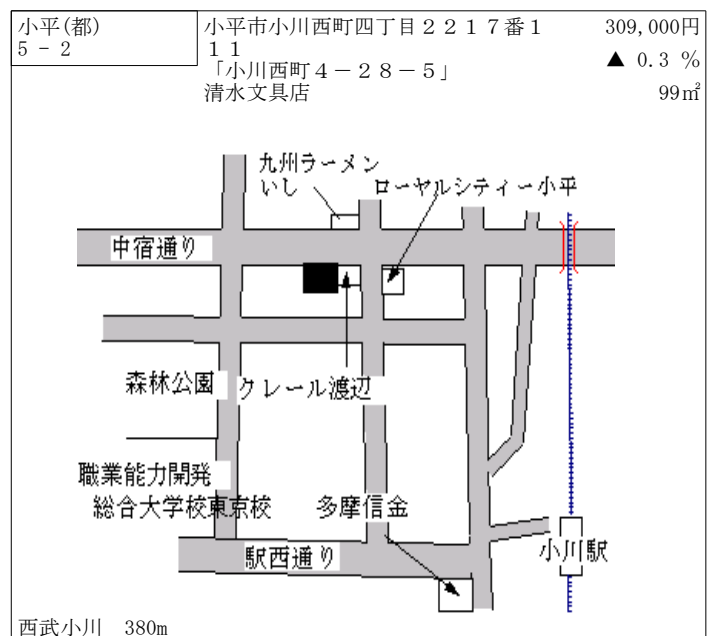 小平(都)
5 - 2
小平市小川西町四丁目２２１７番１
１１
「小川西町４－２８－５」
清水文具店
309,000円
▲ 0.3 %
99㎡
九州ラーメン
いし
ローヤルシティー小平
中宿通り
森林公園
クレール渡辺
職業能力開発
総合大学校東京校
多摩信金
駅西通り
小川駅
西武小川 380m